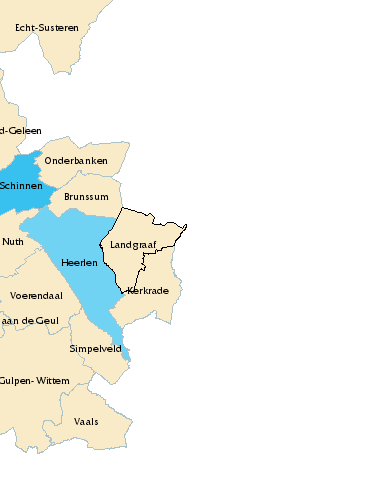 Echt-Susteren
d-Geleen
Onderbanken
Schinnen
Brunssum
Nuth
Landgraaf
Heerlen
Voerendaal
Kerkrade
aan de Geul
Simpelveld
Gulpen-Wittem
Vaals